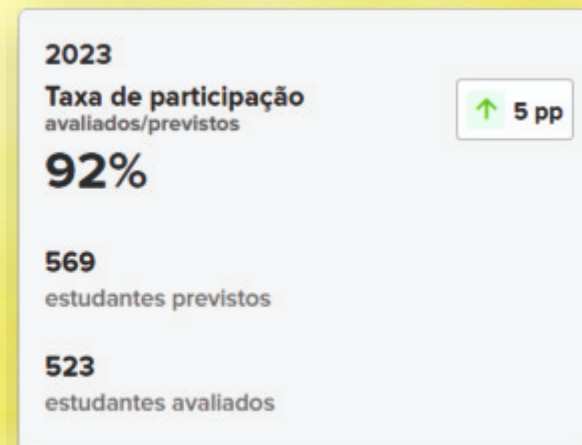 2023
Taxa de participação
avaliados/previstos
↑ 5 pp
92%
569
estudantes previstos
523
estudantes avaliados